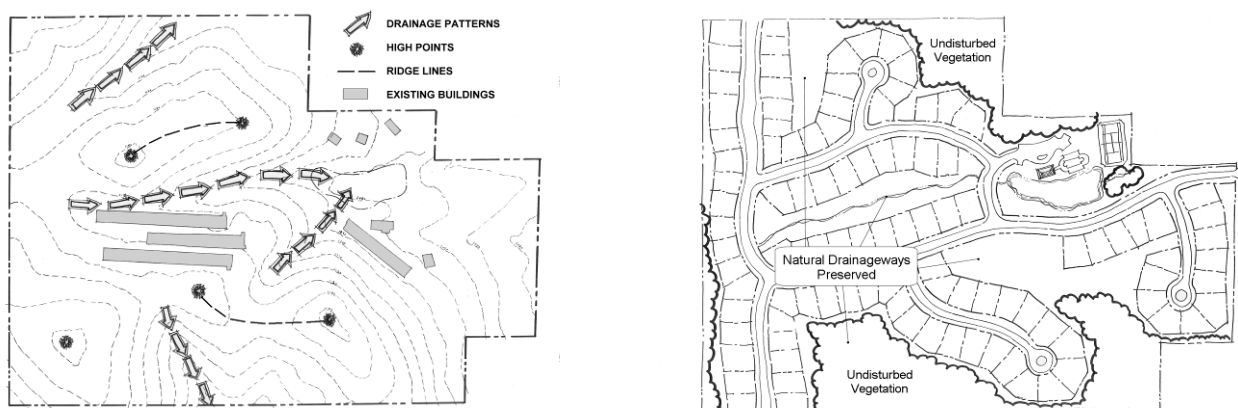 DRAINAGE PATTERNS
HIGH POINTS
RIDGE LINES
EXISTING BUILDINGS
Undisturbed
Vegetation
Natural Drainageways
Preserved
Undisturbed
Vegetation